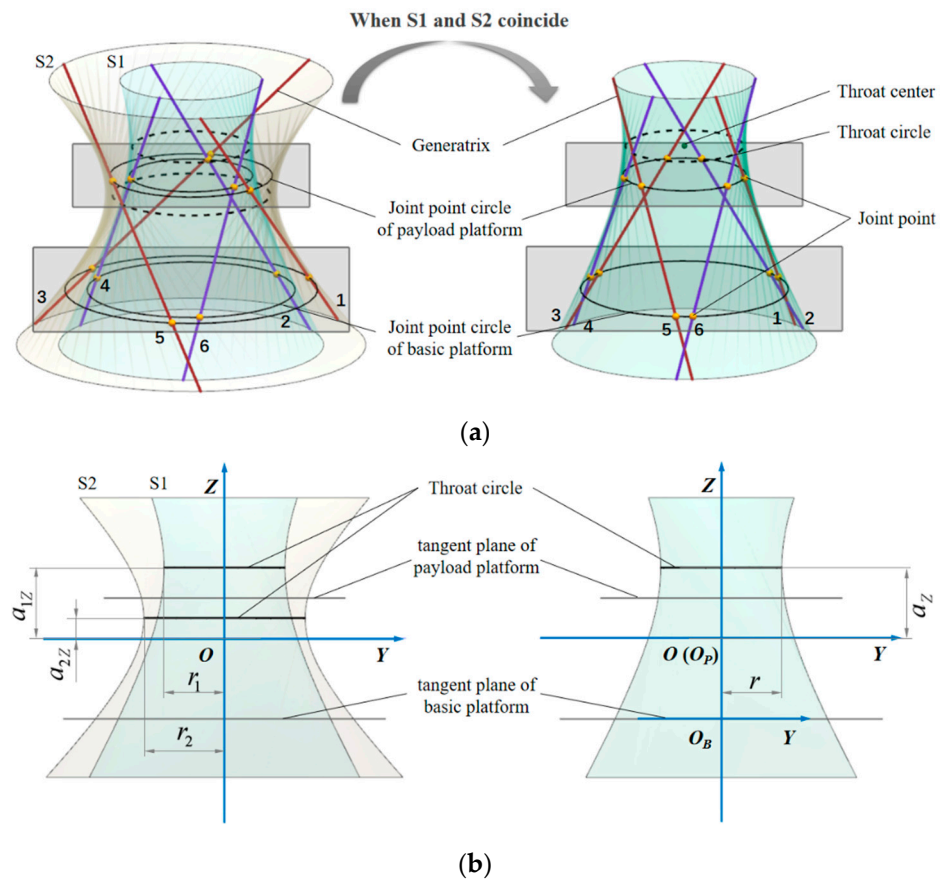 When S1 and S2 coincide
S2
S1
Generatrix
Throat center
Throat circle
Joint point circle
of payload platform
Joint point
3
4
1
2
5
6
Joint point circle
of basic platform
3
4
5
6
1
2
(a)
S2
S1
Z
Throat circle
Z
tangent plane of
payload platform
a1Z
a2Z
aZ
O
Y
O (OP)
Y
r1
r
tangent plane of
basic platform
r2
OB
Y
(b)